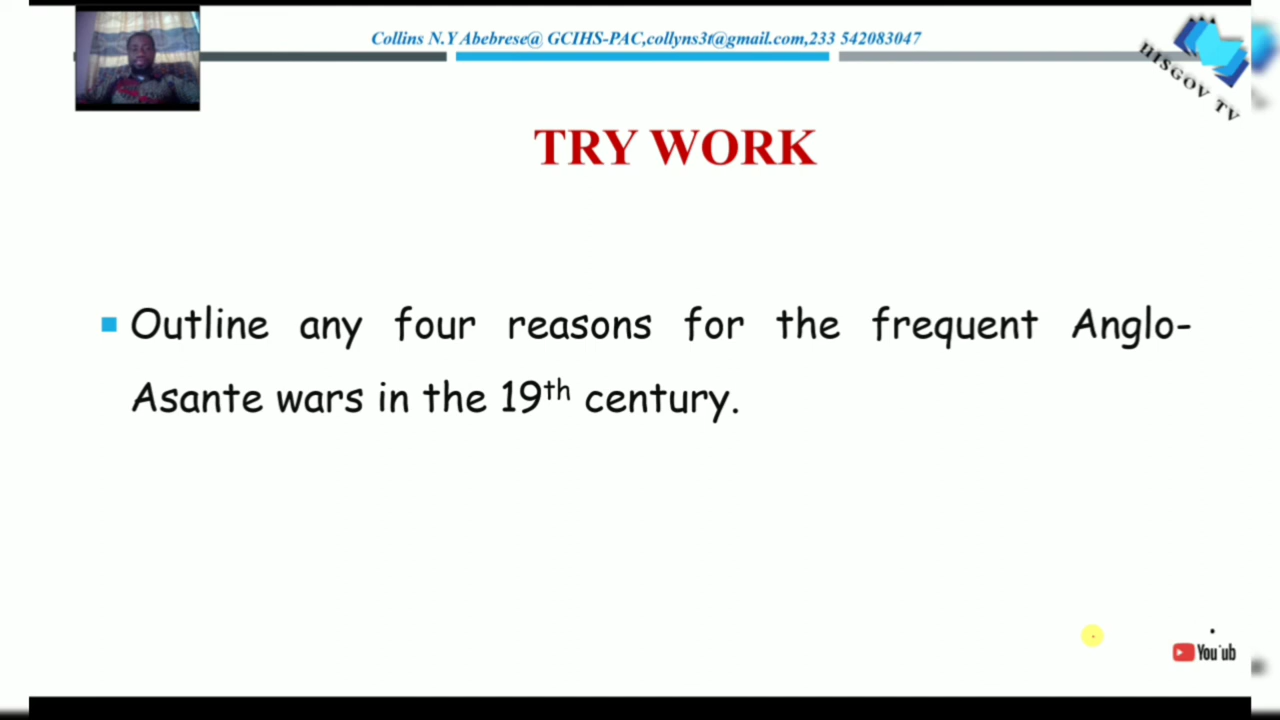 Collins N.Y Abebrese@ GCIHS-PAC,collyns3t@gmail.com,233 542083047
HISGOV TV
TRY WORK
Outline any four reasons for the frequent Anglo-
Asante wars in the 19th century.
You ub